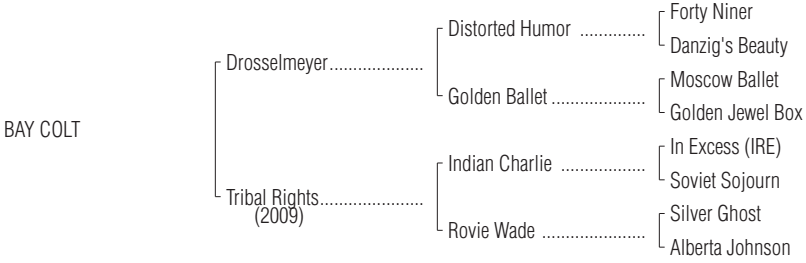 Forty Niner
Distorted Humor ..............
Danzig's Beauty
Drosselmeyer....................
Moscow Ballet
Golden Ballet ....................
Golden Jewel Box
BAY COLT
In Excess (IRE)
Indian Charlie ..................
Soviet Sojourn
Tribal Rights......................
(2009)
Silver Ghost
Rovie Wade ......................
Alberta Johnson